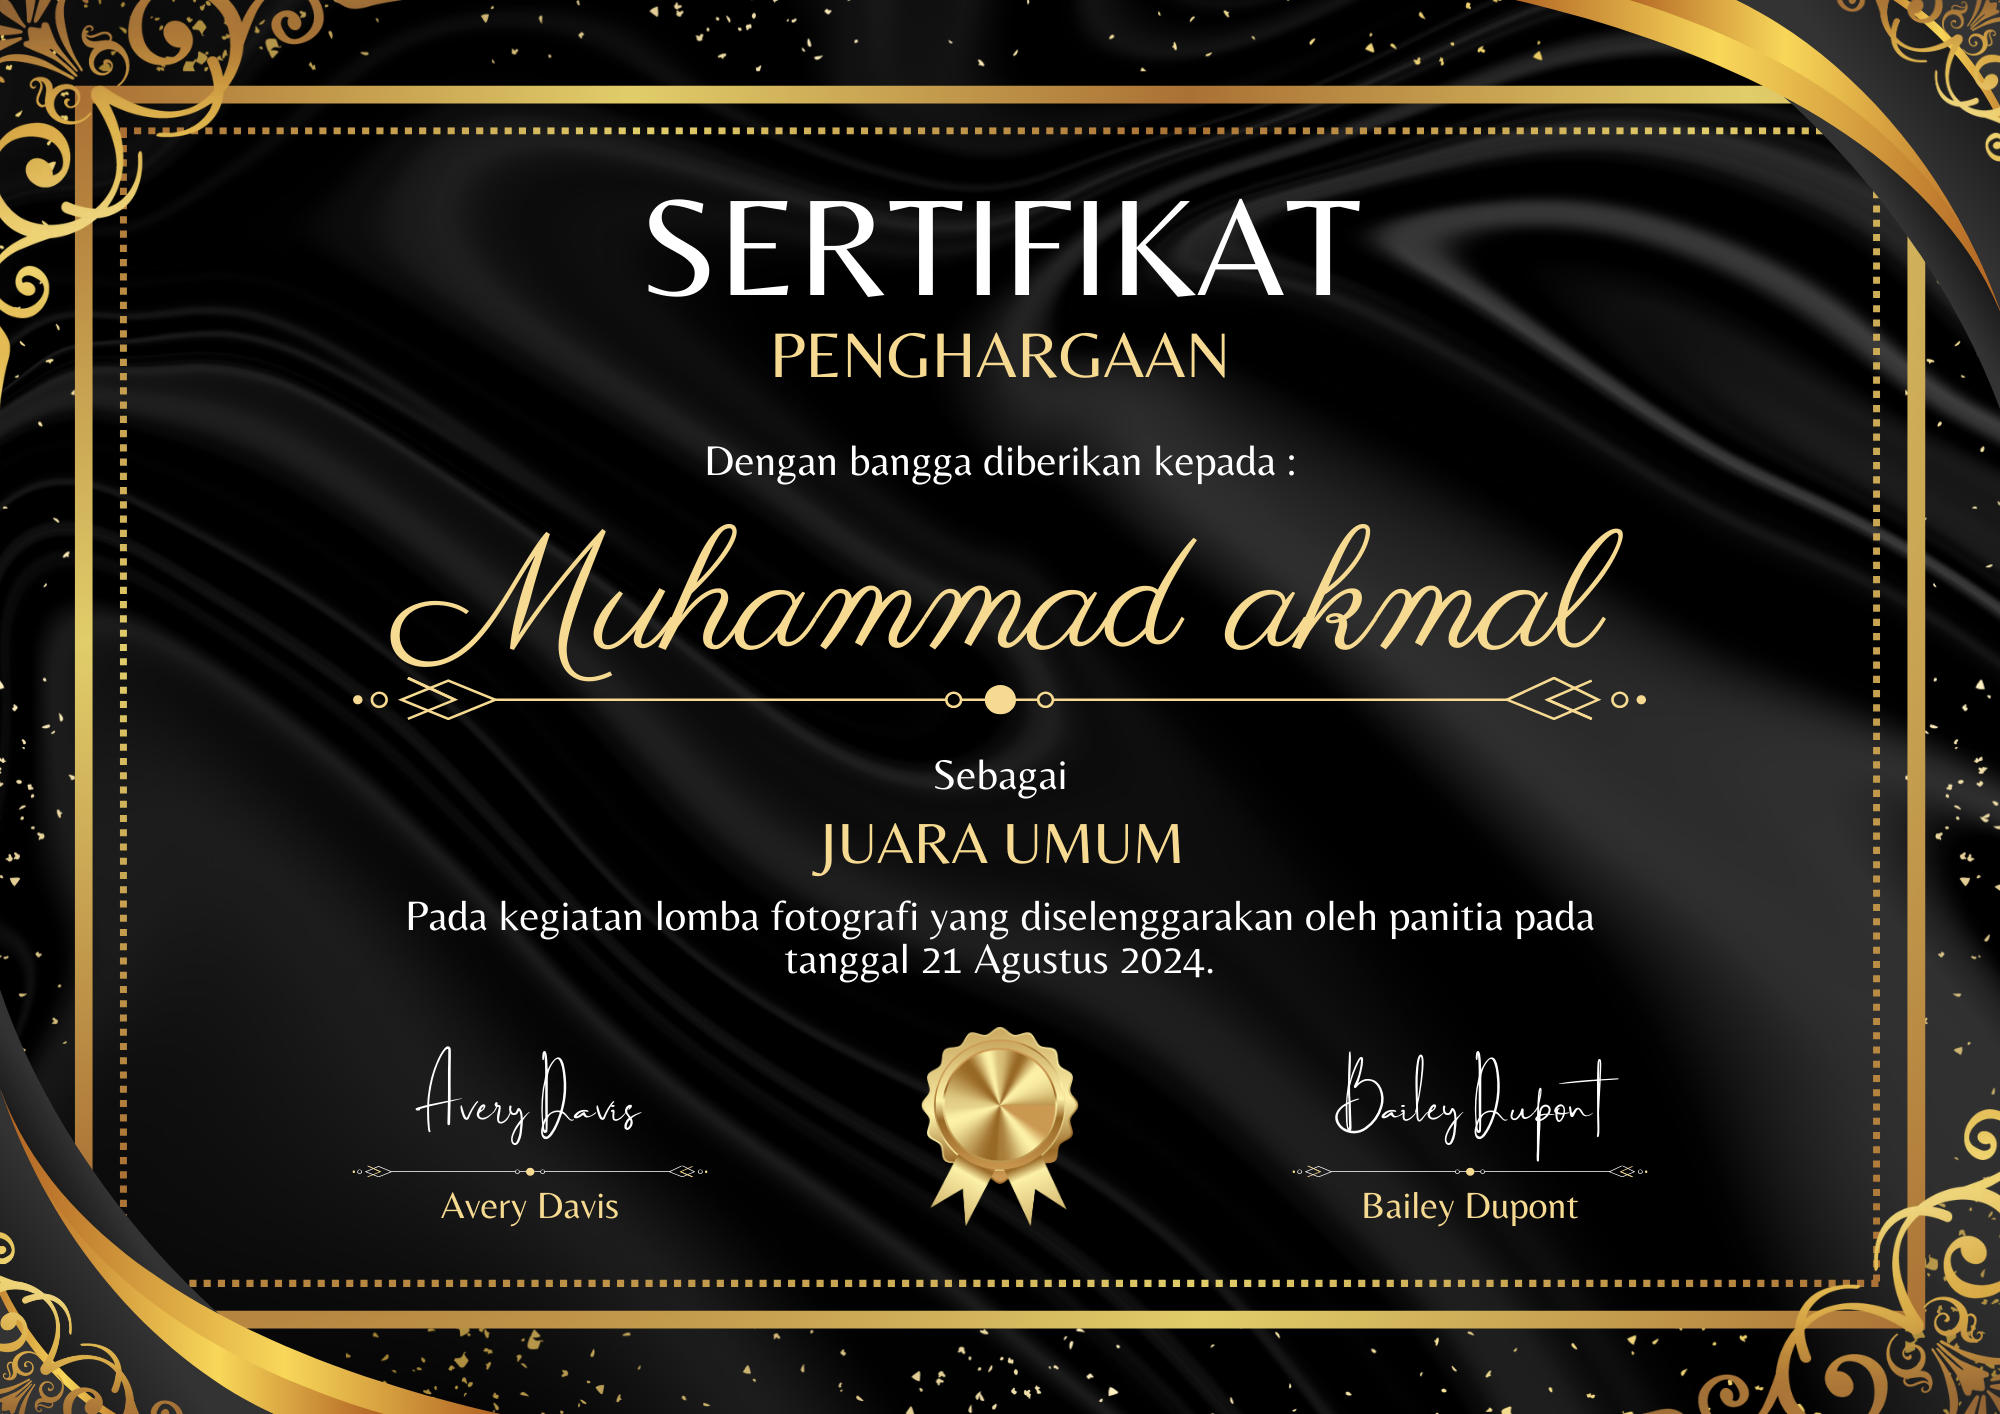 SERTIFIKAT
PENGHARGAAN
Dengan bangga diberikan kepada :
Muhammad akmal
Sebagai
JUARA UMUM
Pada kegiatan lomba fotografi yang diselenggarakan oleh panitia pada
tanggal 21 Agustus 2024.
Avery Davis
Bailey Dupont
Avery Davis
Bailey Dupont